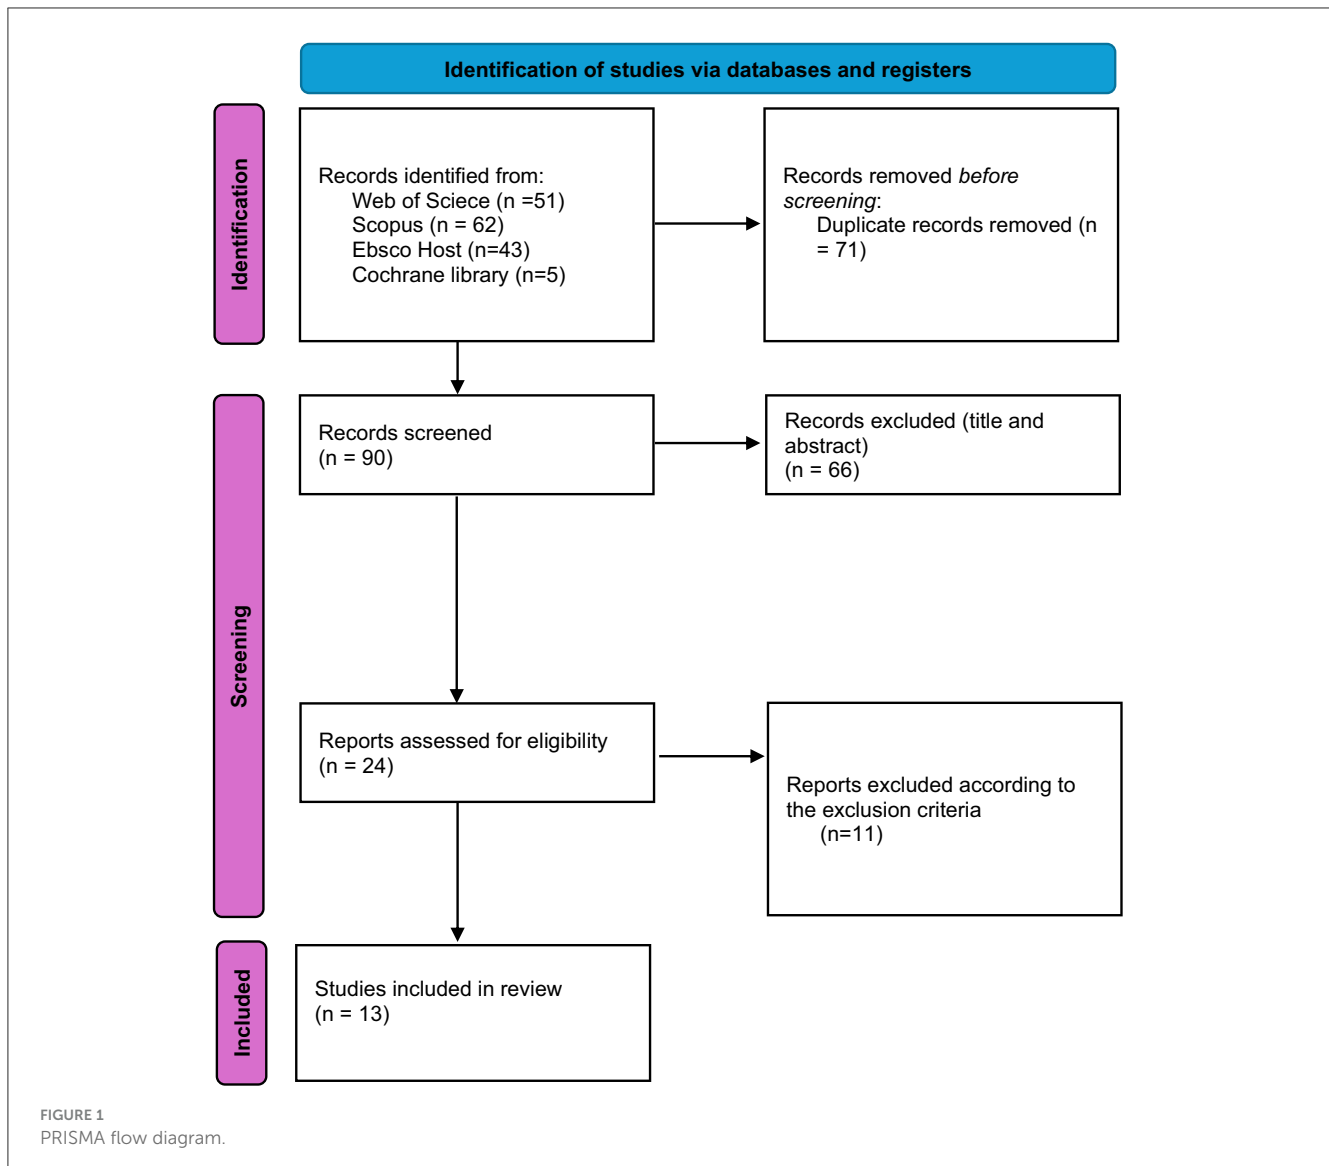 Identification of studies via databases and registers
Identification
Records identified from:
Web of Sciece (n =51)
Scopus (n = 62)
Ebsco Host (n=43)
Cochrane library (n=5)
Records removed before
screening:
Duplicate records removed (n
= 71)
Screening
Records screened
(n = 90)
Records excluded (title and
abstract)
(n = 66)
Reports assessed for eligibility
(n = 24)
Reports excluded according to
the exclusion criteria
(n=11)
Included
Studies included in review
(n = 13)
FIGURE 1
PRISMA flow diagram.